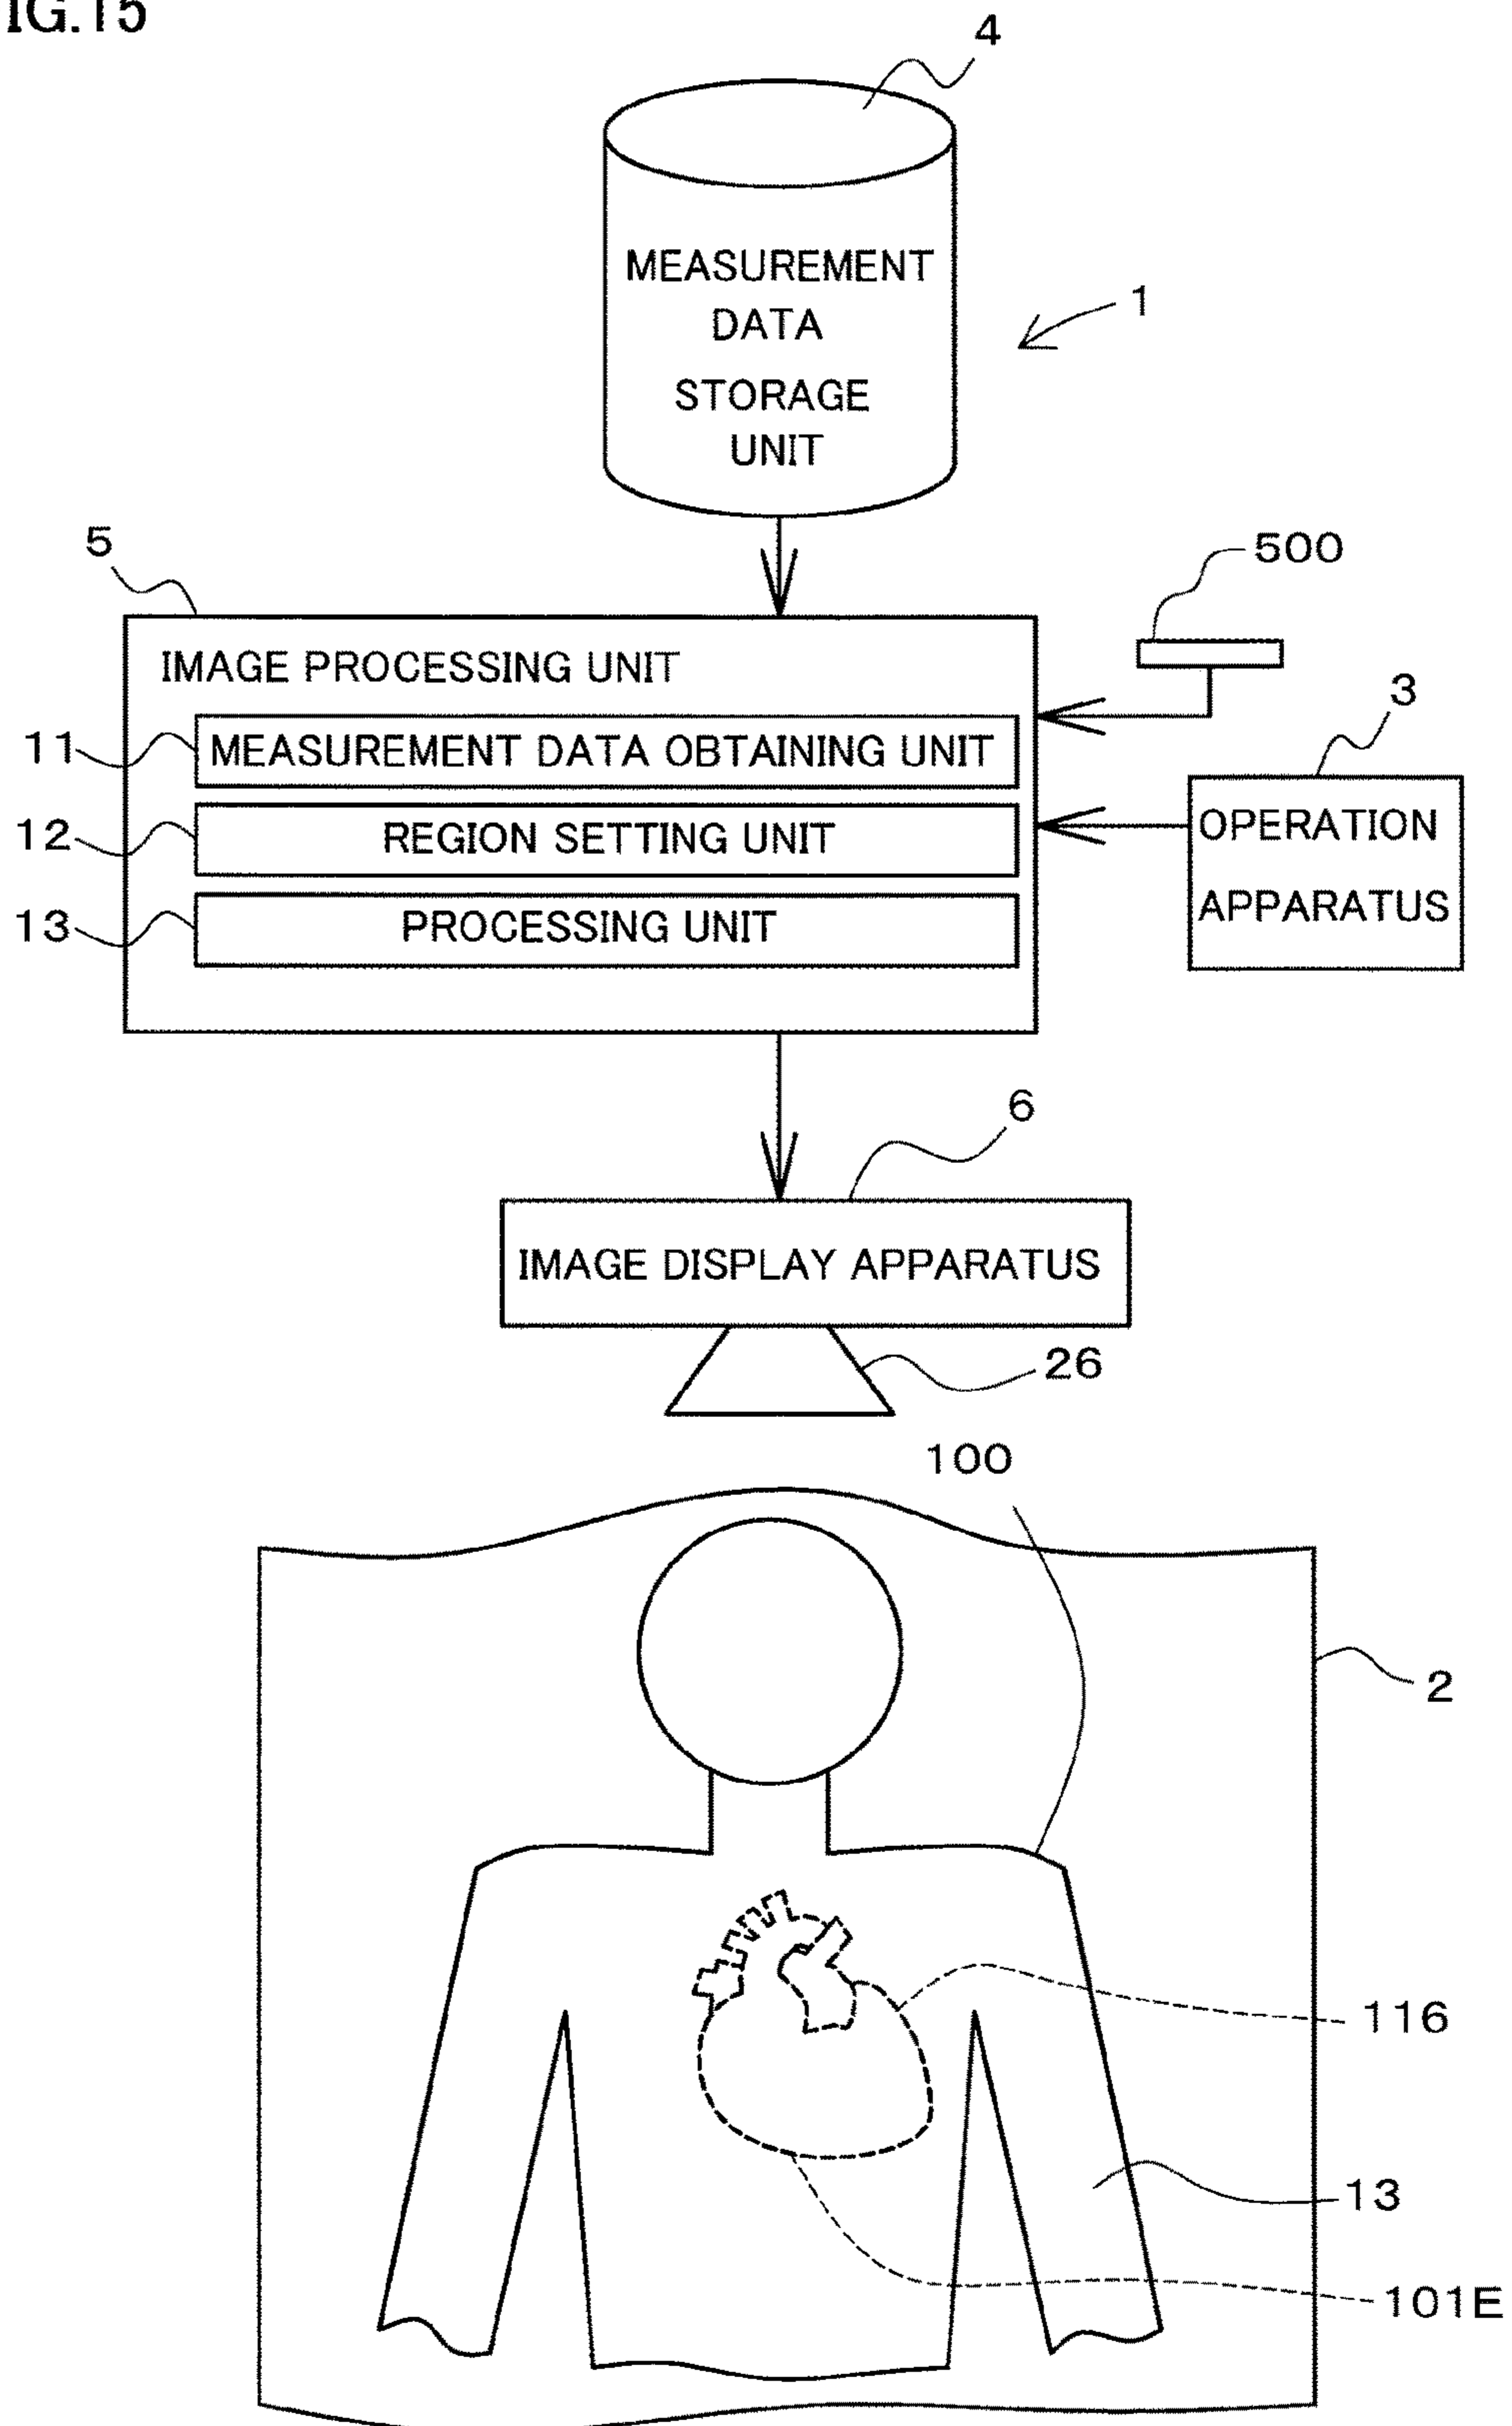 IG.15
4
MEASUREMENT
DATA
STORAGE
UNIT
1
5
500
IMAGE PROCESSING UNIT
3
11
MEASUREMENT DATA OBTAINING UNIT
12
REGION SETTING UNIT
OPERATION
APPARATUS
13
PROCESSING UNIT
6
IMAGE DISPLAY APPARATUS
26
100
2
116
13
101E